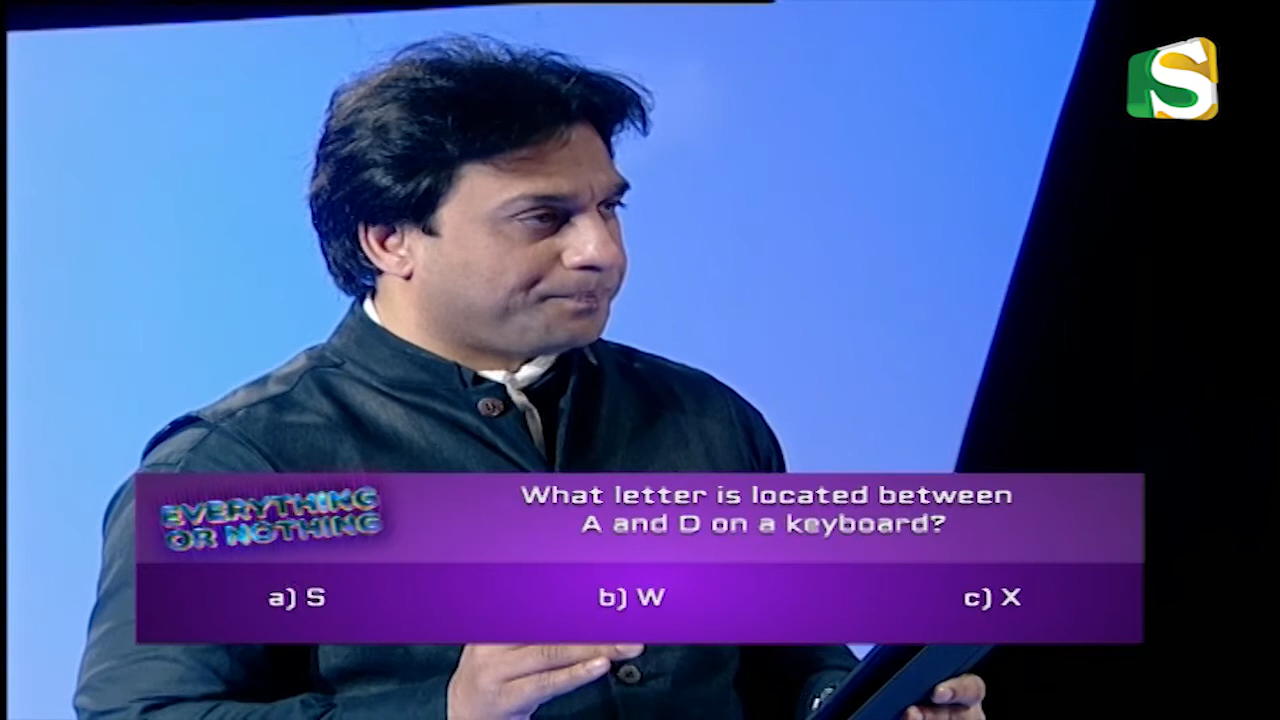 S
EVERYTHING
OR NOTHING
What letter is located between
A and D on a keyboard?
a) S
b) W
c) X